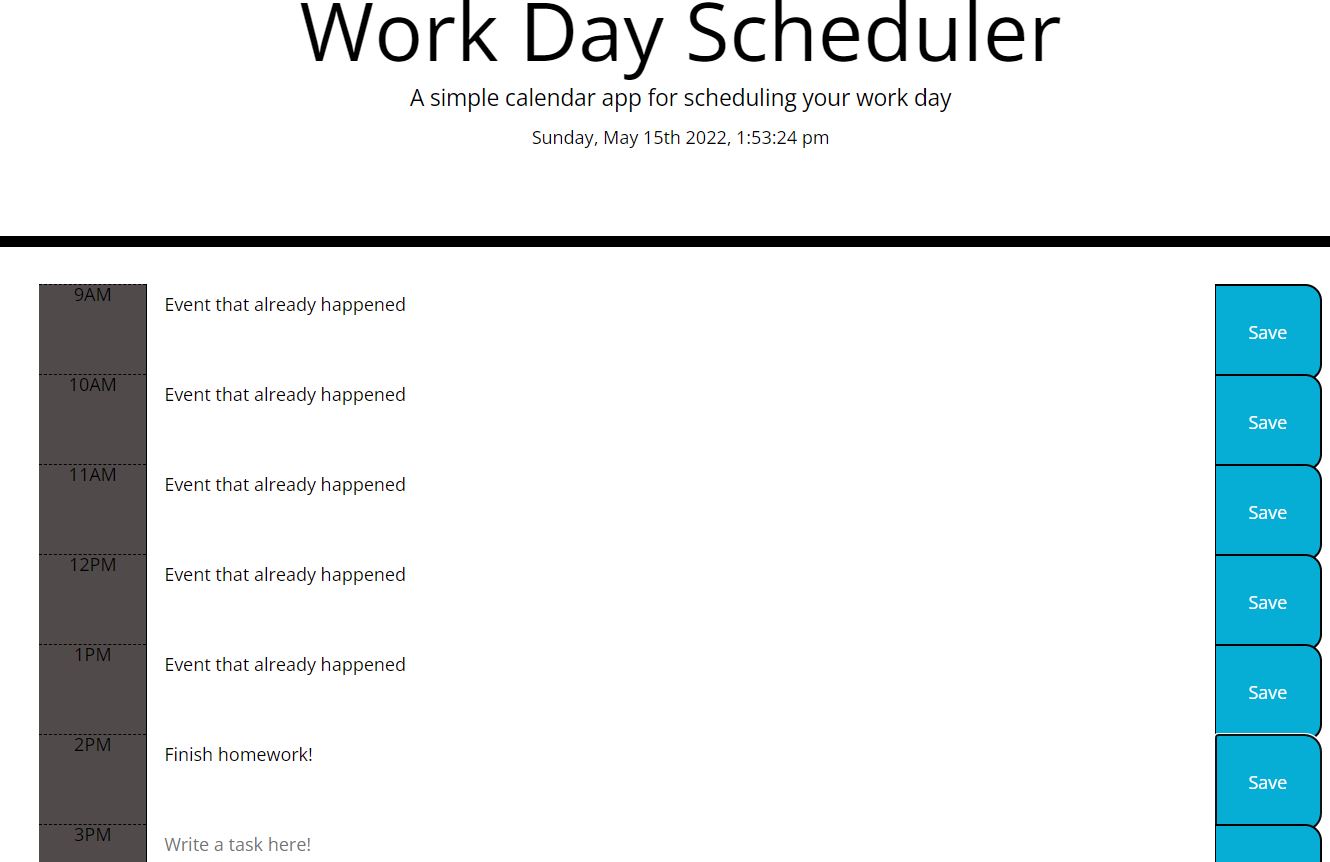 Work Day Scheduler
A simple calendar app for scheduling your work day
Sunday, May 15th 2022, 1:53:24 pm
9AM
Event that already happened
Save
10AM
Event that already happened
Save
11AM
Event that already happened
Save
12PM
Event that already happened
Save
1PM
Event that already happened
Save
2PM
Finish homework!
Save
3PM
Write a task here!